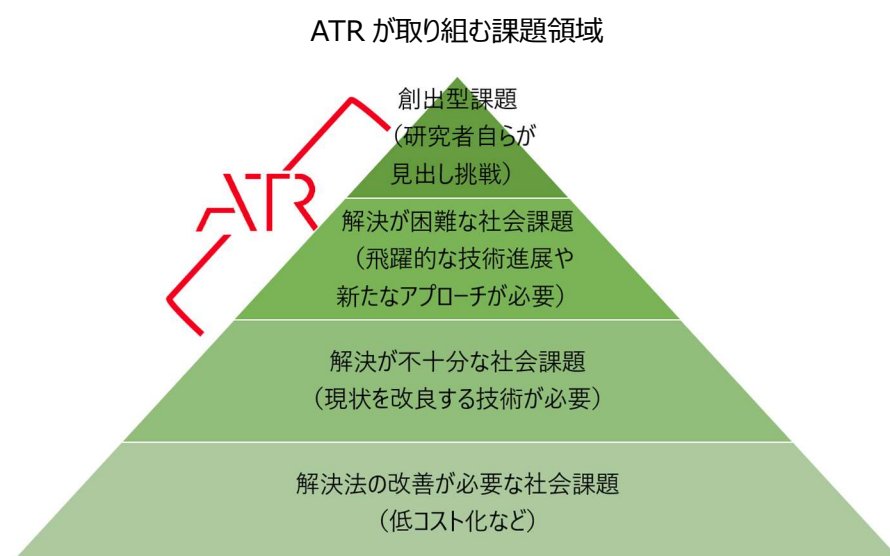 ATR が取り組む課題領域
創出型課題
（研究者自らが
見出し挑戦）
ATR
解決が困難な社会課題
（飛躍的な技術進展や
新たなアプローチが必要）
解決が不十分な社会課題
（現状を改良する技術が必要）
解決法の改善が必要な社会課題
（低コスト化など）